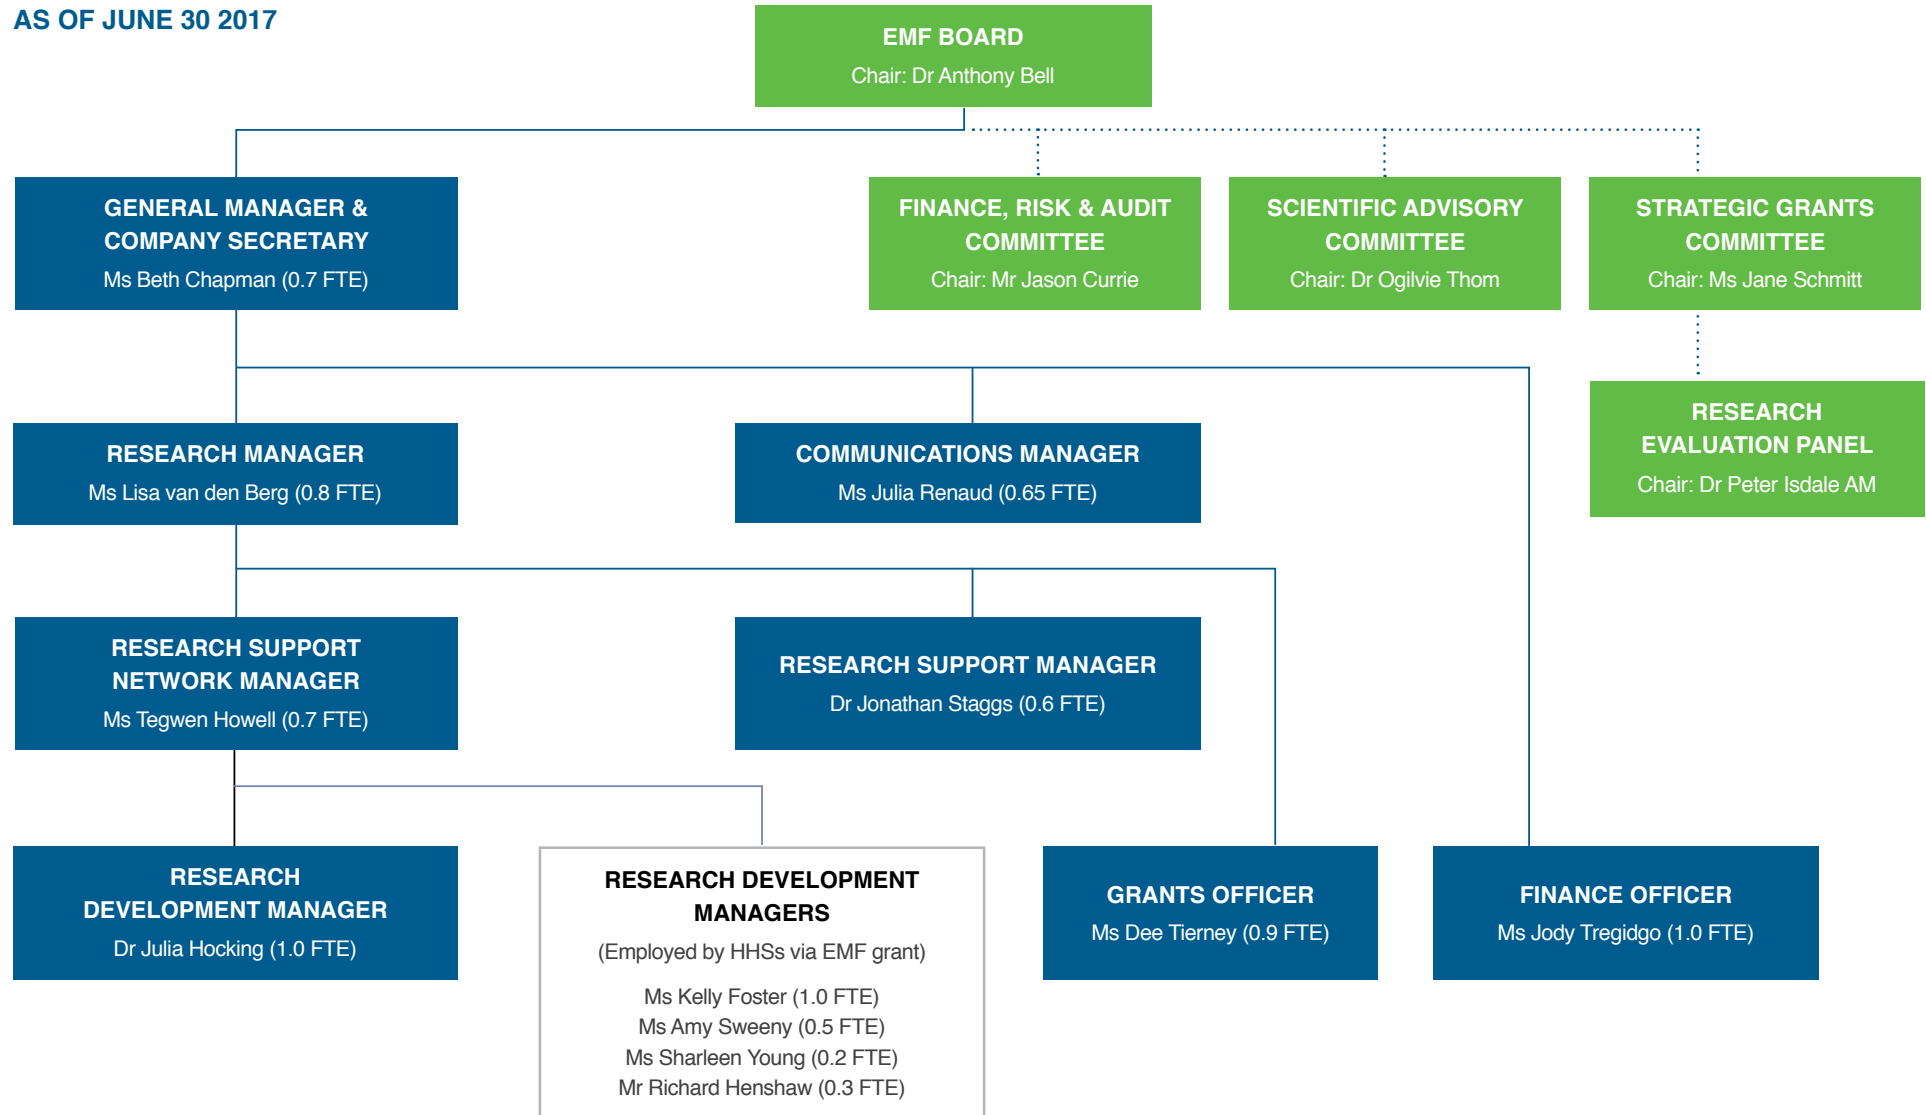 AS OF JUNE 30 2017
EMF BOARD
Chair: Dr Anthony Bell
GENERAL MANAGER &
COMPANY SECRETARY
Ms Beth Chapman (0.7 FTE)
FINANCE, RISK & AUDIT
COMMITTEE
Chair: Mr Jason Currie
SCIENTIFIC ADVISORY
COMMITTEE
Chair: Dr Ogilvie Thom
STRATEGIC GRANTS
COMMITTEE
Chair: Ms Jane Schmitt
RESEARCH MANAGER
Ms Lisa van den Berg (0.8 FTE)
COMMUNICATIONS MANAGER
Ms Julia Renaud (0.65 FTE)
RESEARCH
EVALUATION PANEL
Chair: Dr Peter Isdale AM
RESEARCH SUPPORT
NETWORK MANAGER
Ms Tegwen Howell (0.7 FTE)
RESEARCH SUPPORT MANAGER
Dr Jonathan Staggs (0.6 FTE)
RESEARCH
DEVELOPMENT MANAGER
Dr Julia Hocking (1.0 FTE)
RESEARCH DEVELOPMENT
MANAGERS
(Employed by HHSs via EMF grant)
Ms Kelly Foster (1.0 FTE)
Ms Amy Sweeny (0.5 FTE)
Ms Sharleen Young (0.2 FTE)
Mr Richard Henshaw (0.3 FTE)
GRANTS OFFICER
Ms Dee Tierney (0.9 FTE)
FINANCE OFFICER
Ms Jody Tregidgo (1.0 FTE)